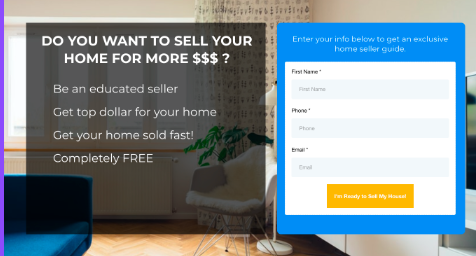 DO YOU WANT TO SELL YOUR
HOME FOR MORE $$$ ?
Be an educated seller
Get top dollar for your home
Get your home sold fast!
Completely FREE
Enter your info below to get an exclusive
home seller guide.
First Name *
First Name
Phone *
Phone
Email *
Email
I'm Ready to Sell My House!